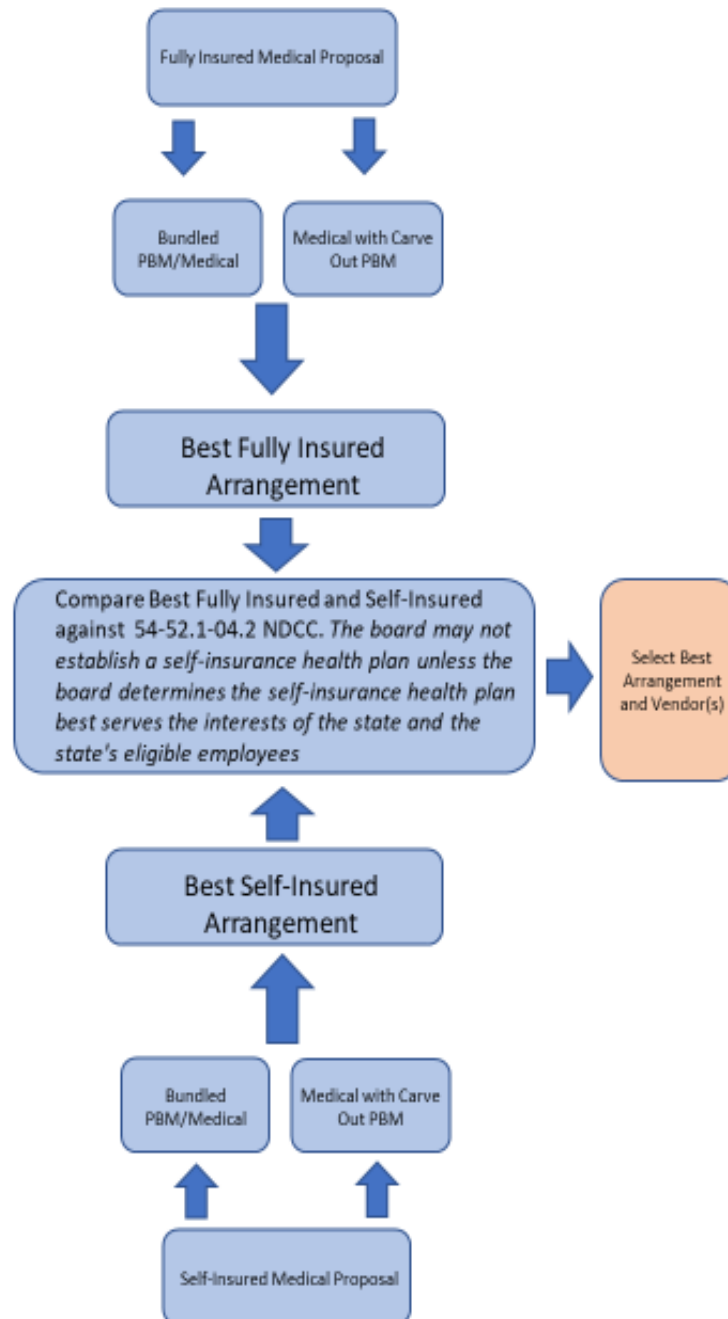 Fully Insured Medical Proposal
Bundled
PBM/Medical
Medical with Carve
Out PBM
Best Fully Insured
Arrangement
Compare Best Fully Insured and Self-Insured
against 54-52.1-04.2 NDCC. The board may not
establish a self-insurance health plan unless the
board determines the self-insurance health plan
best serves the interests of the state and the
state's eligible employees
Select Best
Arrangement
and Vendor(s)
Best Self-Insured
Arrangement
Bundled
PBM/Medical
Medical with Carve
Out PBM
Self-Insured Medical Proposal